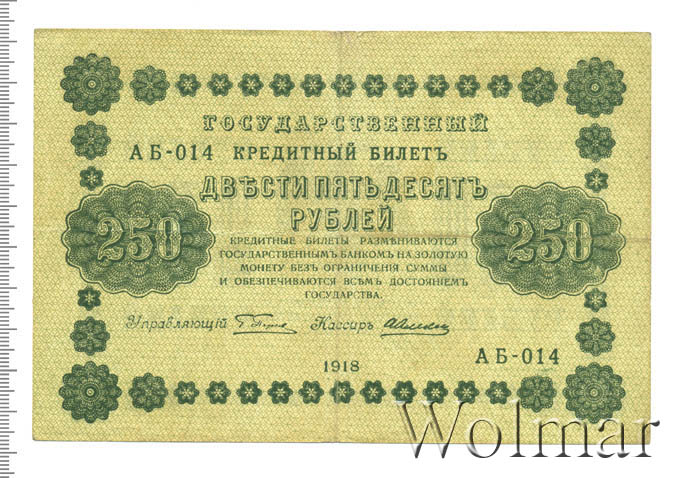 ГОСУДАРСТВЕННЫЙ
АБ-014 КРЕДИТНЫЙ БИЛЕТЪ
ДВѢСТИ ПЯТЬДЕСЯТЪ
РУБЛЕЙ
250 250
КРЕДИТНЫЕ БИЛЕТЫ РАЗМѢНИВАЮТСЯ
ГОСУДАРСТВЕННЫМЪ БАНКОМЪ НА ЗОЛОТУЮ
МОНЕТУ БЕЗЪ ОГРАНИЧЕНІЯ СУММЫ
И ОБЕЗПЕЧИВАЮТСЯ ВСѢМЪ ДОСТОЯНІЕМЪ
ГОСУДАРСТВА.
Управляющій Кассиръ
1918
АБ-014
Wolmar